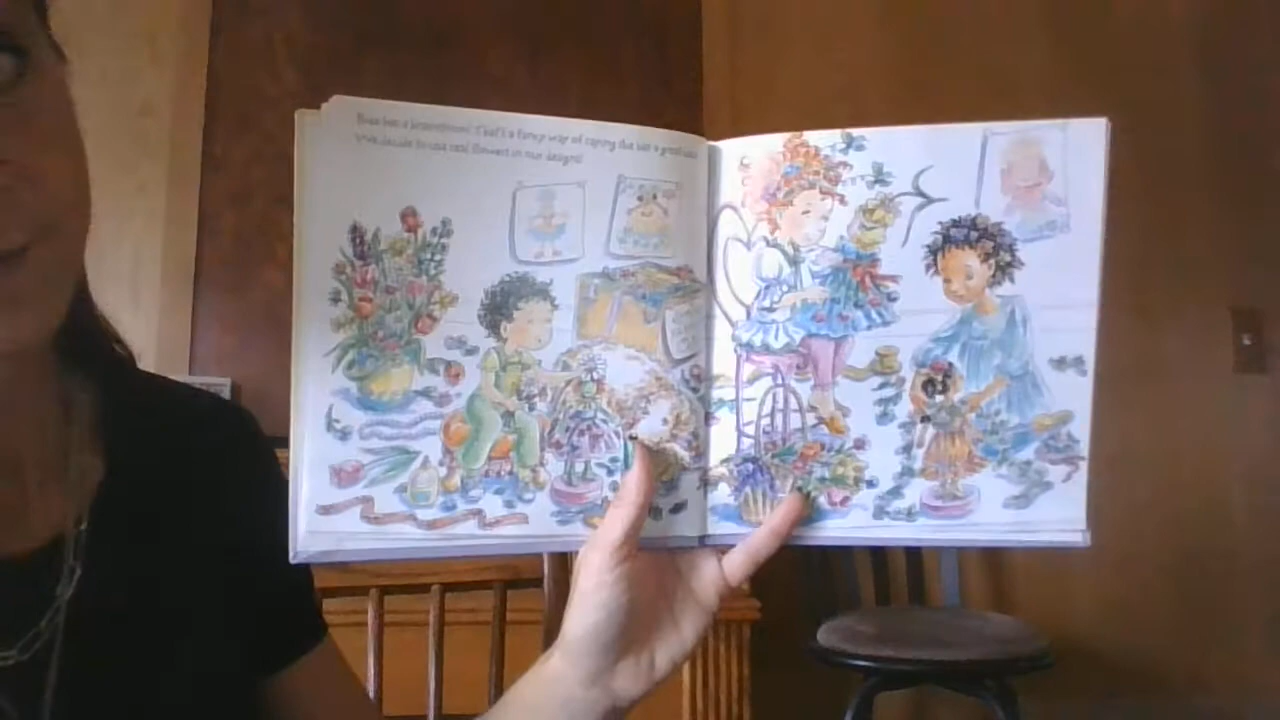 Bree has a brainstorm. (That's a fancy way of saying she has a great idea
We decide to use real flowers in our designs!